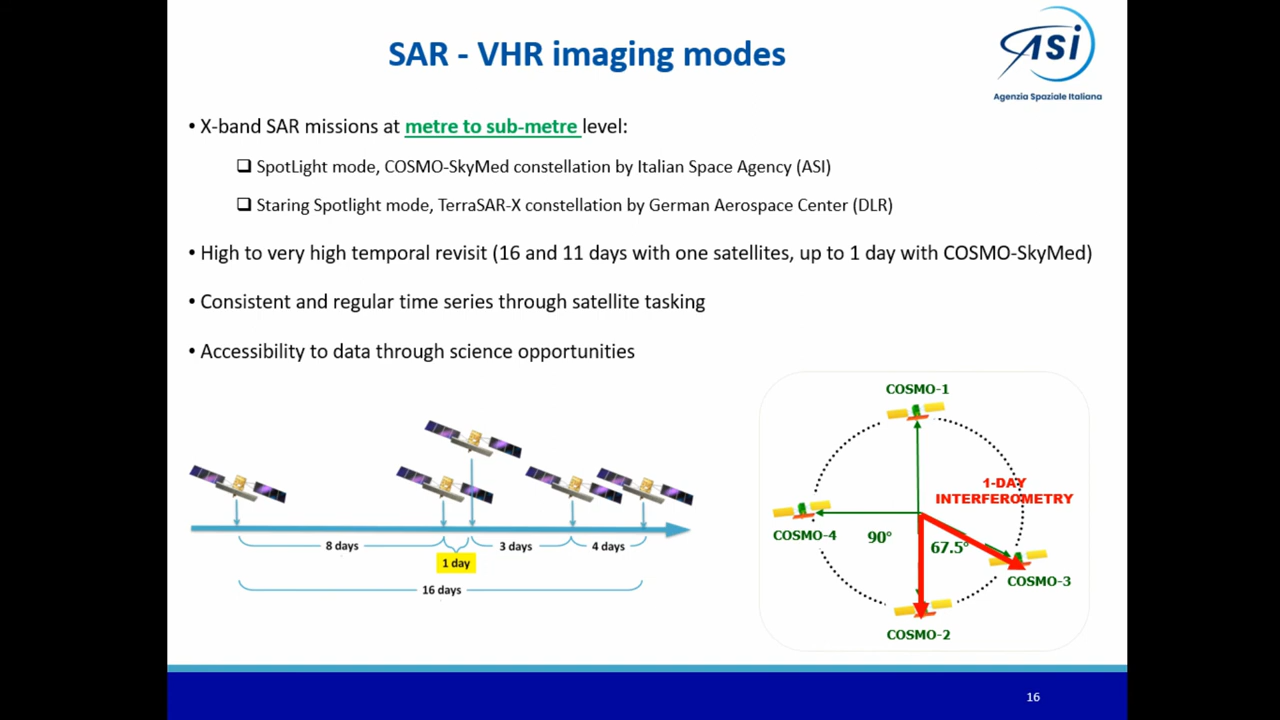 SAR - VHR imaging modes
ASI
Agenzia Spaziale Italiana
• X-band SAR missions at metre to sub-metre level:
❑ SpotLight mode, COSMO-SkyMed constellation by Italian Space Agency (ASI)
❑ Staring Spotlight mode, TerraSAR-X constellation by German Aerospace Center (DLR)
• High to very high temporal revisit (16 and 11 days with one satellites, up to 1 day with COSMO-SkyMed)
• Consistent and regular time series through satellite tasking
• Accessibility to data through science opportunities
8 days
1 day
3 days
4 days
16 days
COSMO-1
1-DAY
INTERFEROMETRY
COSMO-4
90°
67.5°
COSMO-3
COSMO-2
16